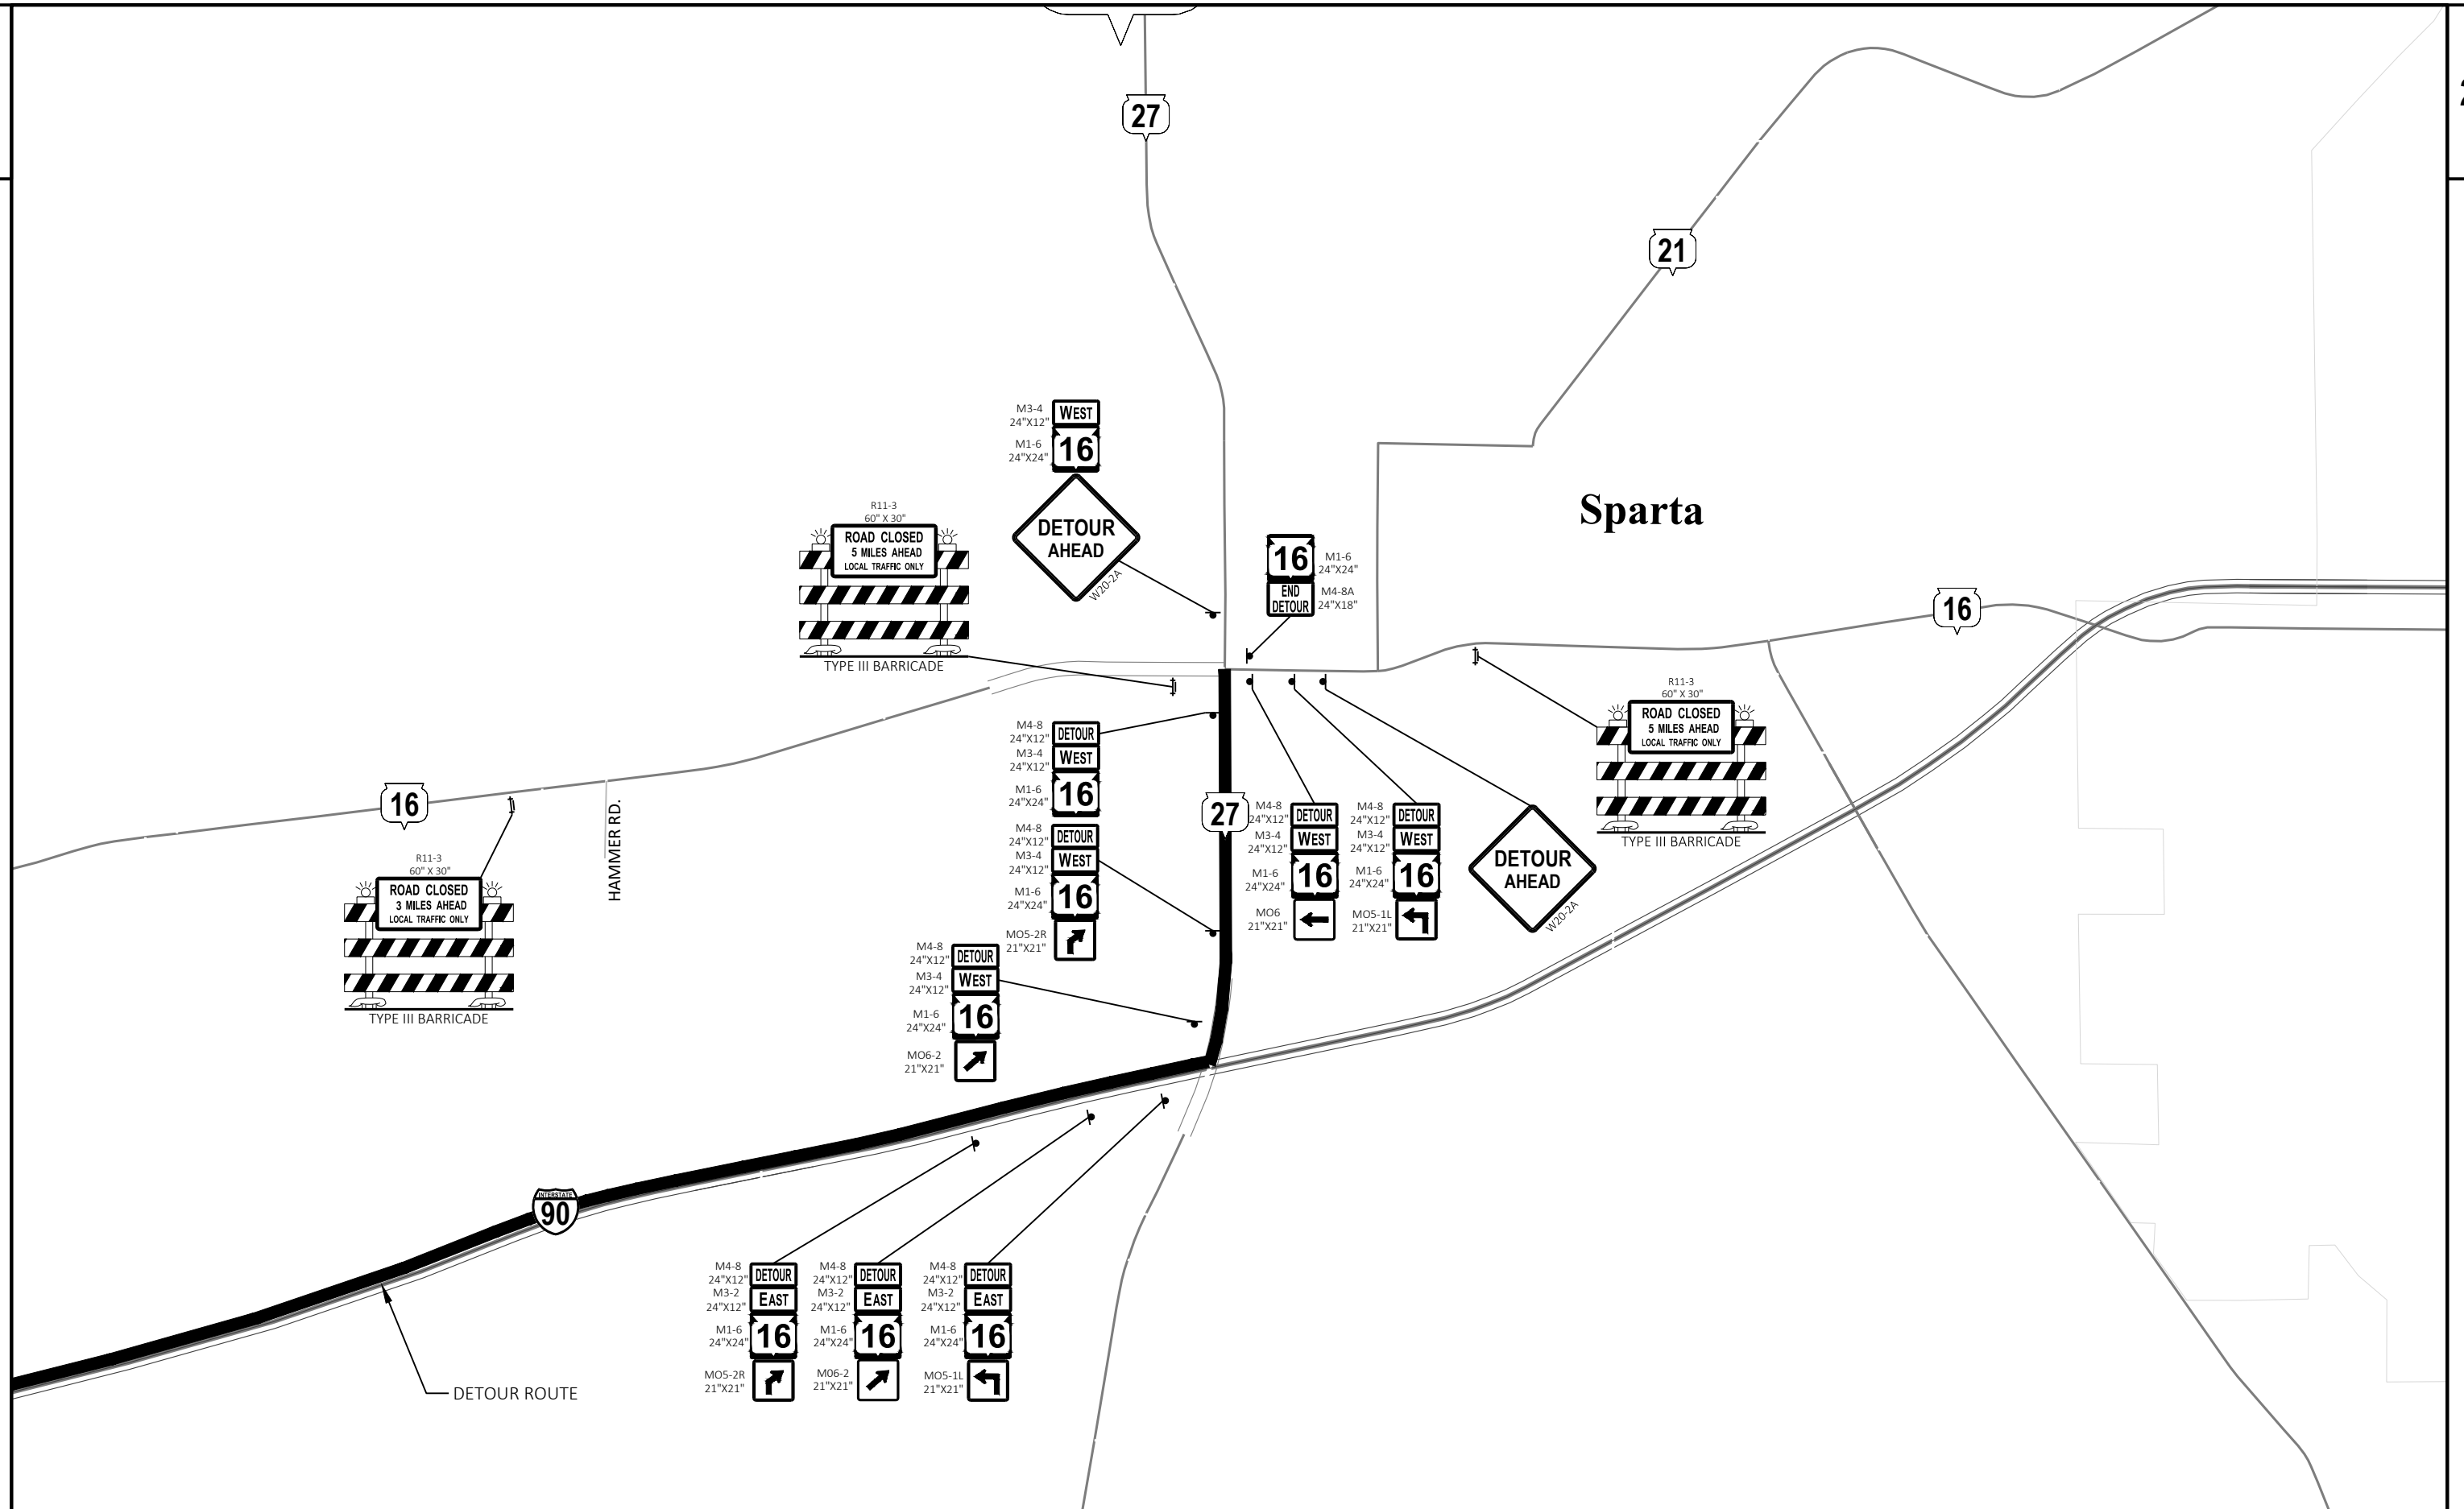 27
21
Sparta
M3-4
24"X12"
WEST
M1-6
24"X24"
16
DETOUR
AHEAD
W20-2A
R11-3
60" X 30"
ROAD CLOSED
5 MILES AHEAD
LOCAL TRAFFIC ONLY
TYPE III BARRICADE
16
M1-6
24"X24"
END
DETOUR
M4-8A
24"X18"
16
R11-3
60" X 30"
ROAD CLOSED
5 MILES AHEAD
LOCAL TRAFFIC ONLY
TYPE III BARRICADE
M4-8
24"X12"
DETOUR
M3-4
24"X12"
WEST
M1-6
24"X24"
16
M4-8
24"X12"
DETOUR
M3-4
24"X12"
WEST
M1-6
24"X24"
16
MO5-2R
21"X21"
27
M4-8
24"X12"
DETOUR
M3-4
24"X12"
WEST
M1-6
24"X24"
16
MO6
21"X21"
M4-8
24"X12"
DETOUR
M3-4
24"X12"
WEST
M1-6
24"X24"
16
MO5-1L
21"X21"
DETOUR
AHEAD
W20-2A
16
HAMMER RD.
R11-3
60" X 30"
ROAD CLOSED
3 MILES AHEAD
LOCAL TRAFFIC ONLY
TYPE III BARRICADE
M4-8
24"X12"
DETOUR
M3-4
24"X12"
WEST
M1-6
24"X24"
16
MO6-2
21"X21"
INTERSTATE
90
DETOUR ROUTE
M4-8
24"X12"
DETOUR
M3-2
24"X12"
EAST
M1-6
24"X24"
16
MO5-2R
21"X21"
M4-8
24"X12"
DETOUR
M3-2
24"X12"
EAST
M1-6
24"X24"
16
M06-2
21"X21"
M4-8
24"X12"
DETOUR
M3-2
24"X12"
EAST
M1-6
24"X24"
16
MO5-1L
21"X21"